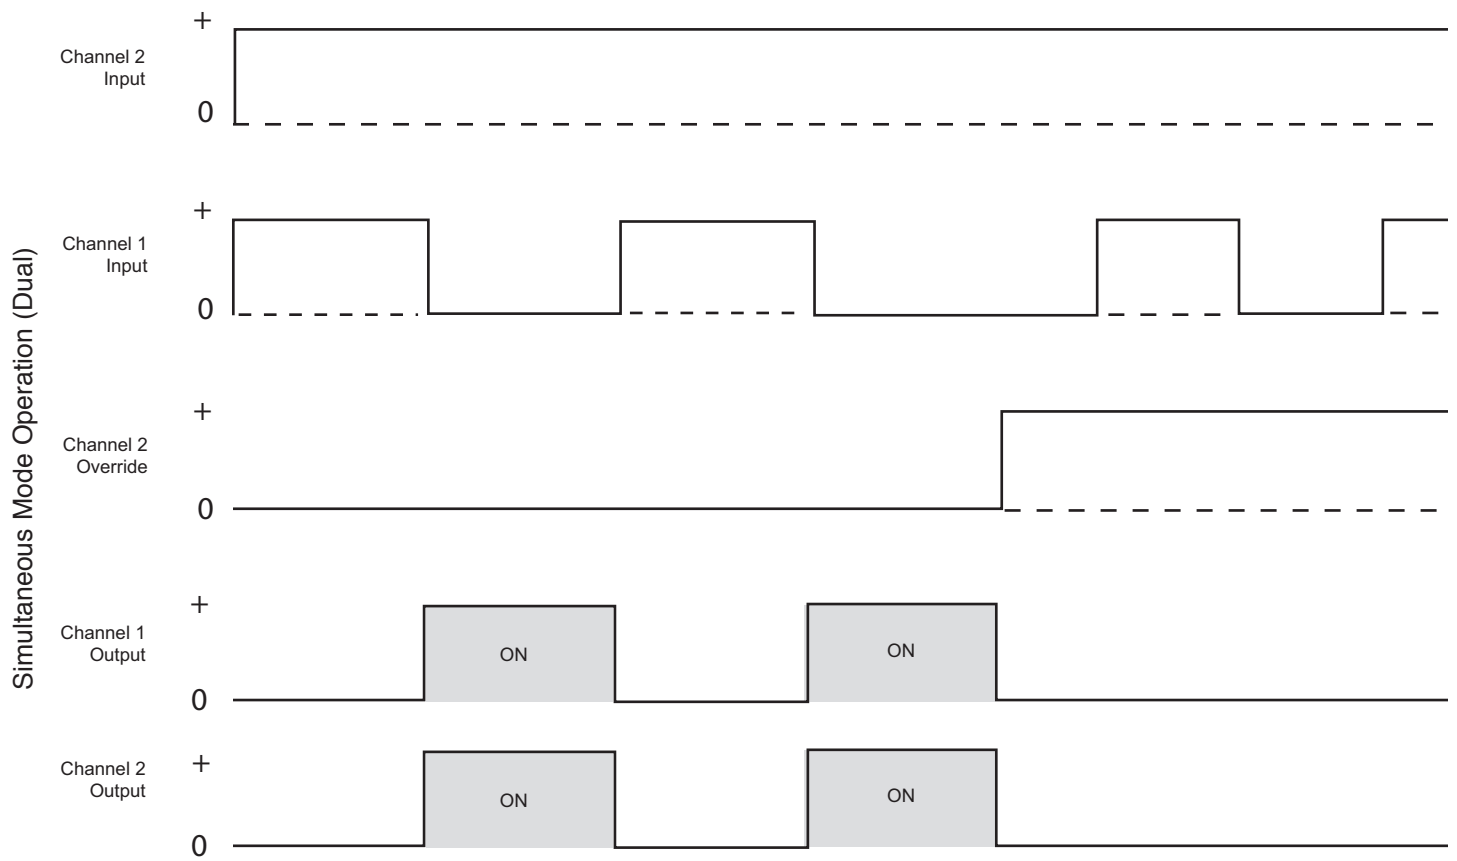 Simultaneous Mode Operation (Dual)
Channel 2
Input
+
0
Channel 1
Input
+
0
Channel 2
Override
+
0
Channel 1
Output
+
0
ON
ON
Channel 2
Output
+
0
ON
ON